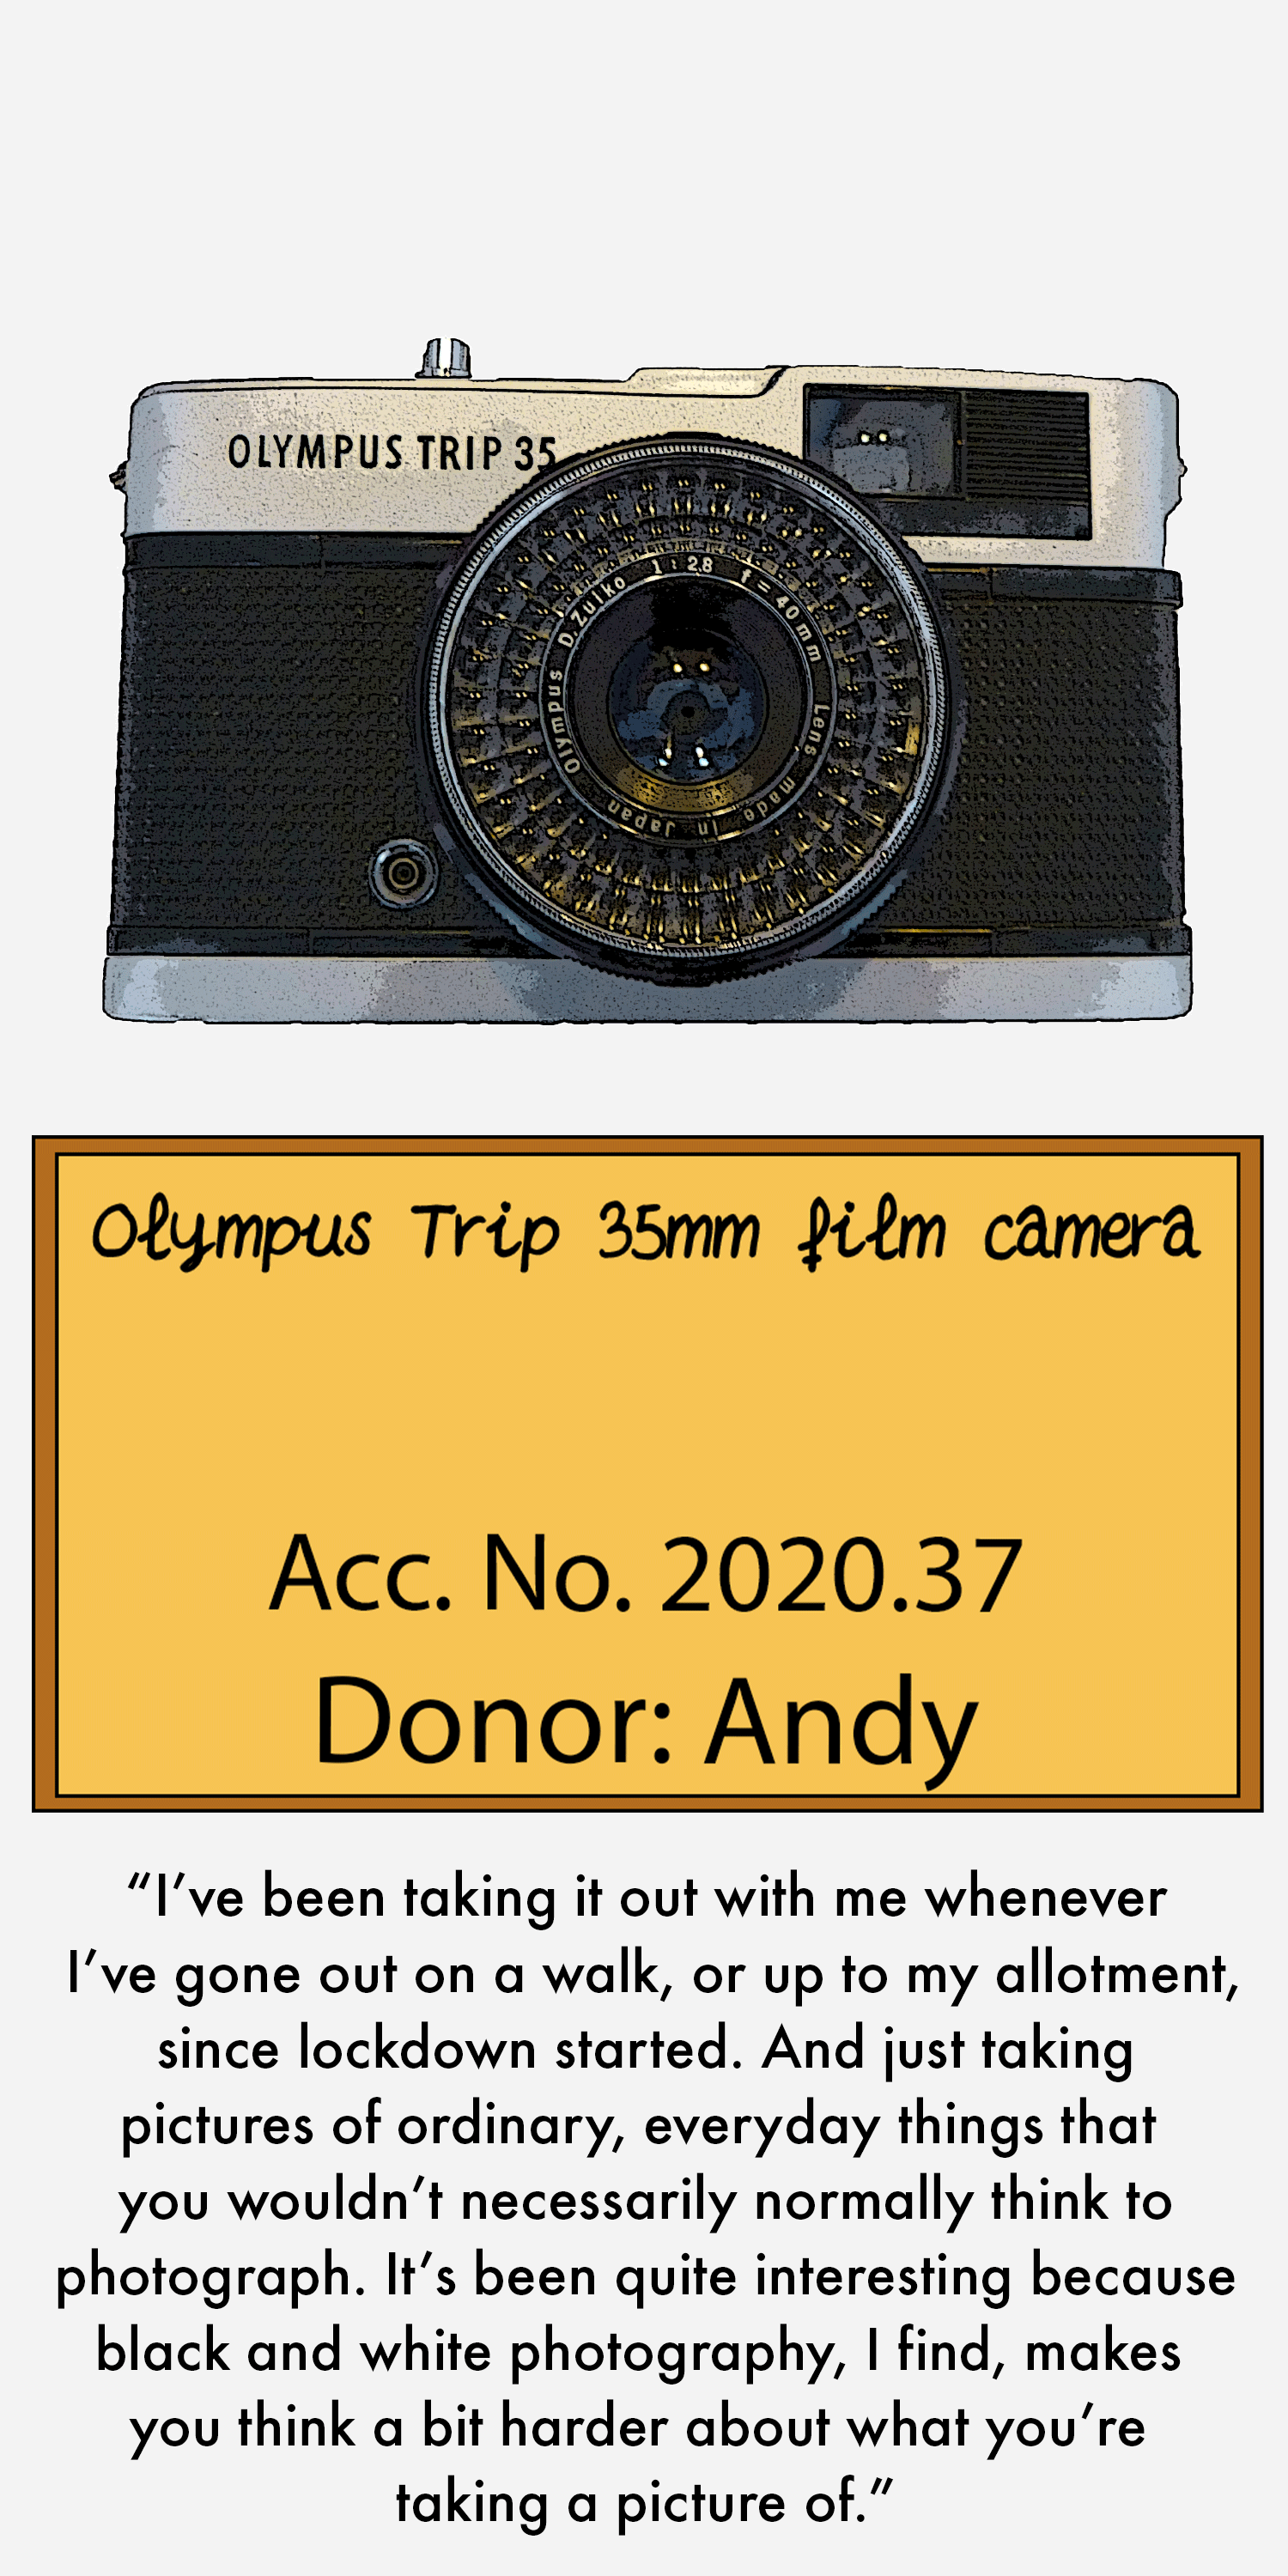 OLYMPUS TRIP 35
Olympus D.Zuiko 1:2.8 f=40mm Lens made in Japan
Olympus Trip 35mm film camera
Acc. No. 2020.37
Donor: Andy
“I’ve been taking it out with me whenever
I’ve gone out on a walk, or up to my allotment,
since lockdown started. And just taking
pictures of ordinary, everyday things that
you wouldn’t necessarily normally think to
photograph. It’s been quite interesting because
black and white photography, I find, makes
you think a bit harder about what you’re
taking a picture of.”